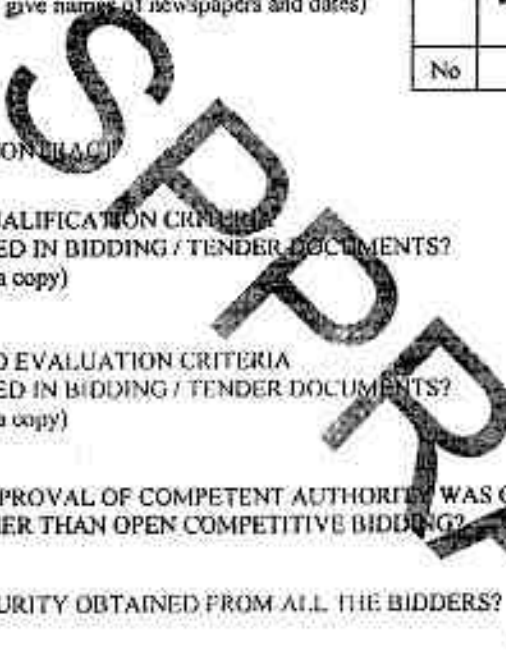 give names of newspapers and dates)
No
ONTRACT
ALIFICATION CRITERIA
ED IN BIDDING / TENDER DOCUMENTS?
a copy)
D EVALUATION CRITERIA
ED IN BIDDING / TENDER DOCUMENTS?
a copy)
PROVAL OF COMPETENT AUTHORITY WAS
ER THAN OPEN COMPETITIVE BIDDING?
URITY OBTAINED FROM ALL THE BIDDERS?
SPPR